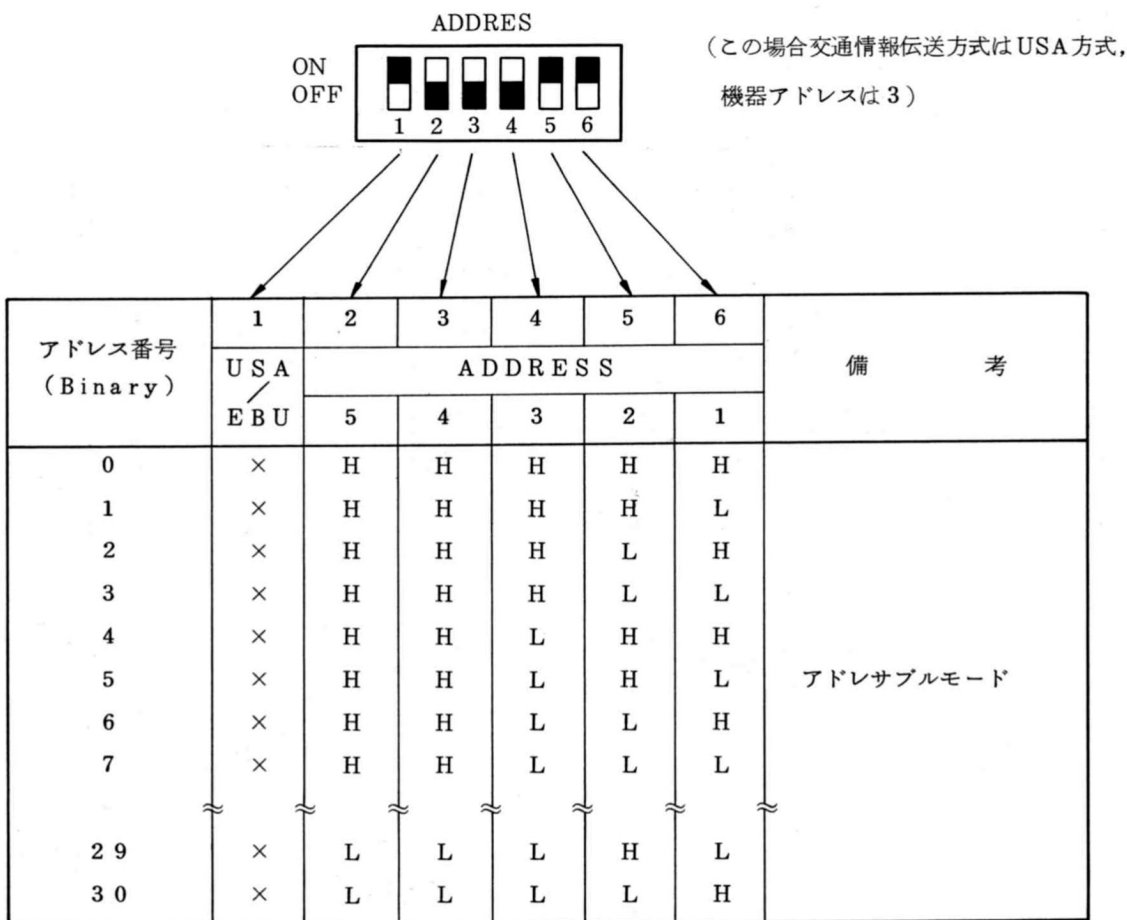 ADDRES
(この場合交通情報伝送方式はUSA方式,
機器アドレスは3)
ON
OFF
1 2 3 4 5 6
アドレス番号
(Binary)
1 2 3 4 5 6
USA
/
EBU
ADDRESS
5 4 3 2 1
備考
0 × H H H H H
1 × H H H H L
2 × H H H L H
3 × H H H L L
4 × H H L H H
5 × H H L H L
6 × H H L L H
7 × H H L L L
アドレサブルモード
29 × L L L H L
30 × L L L L H